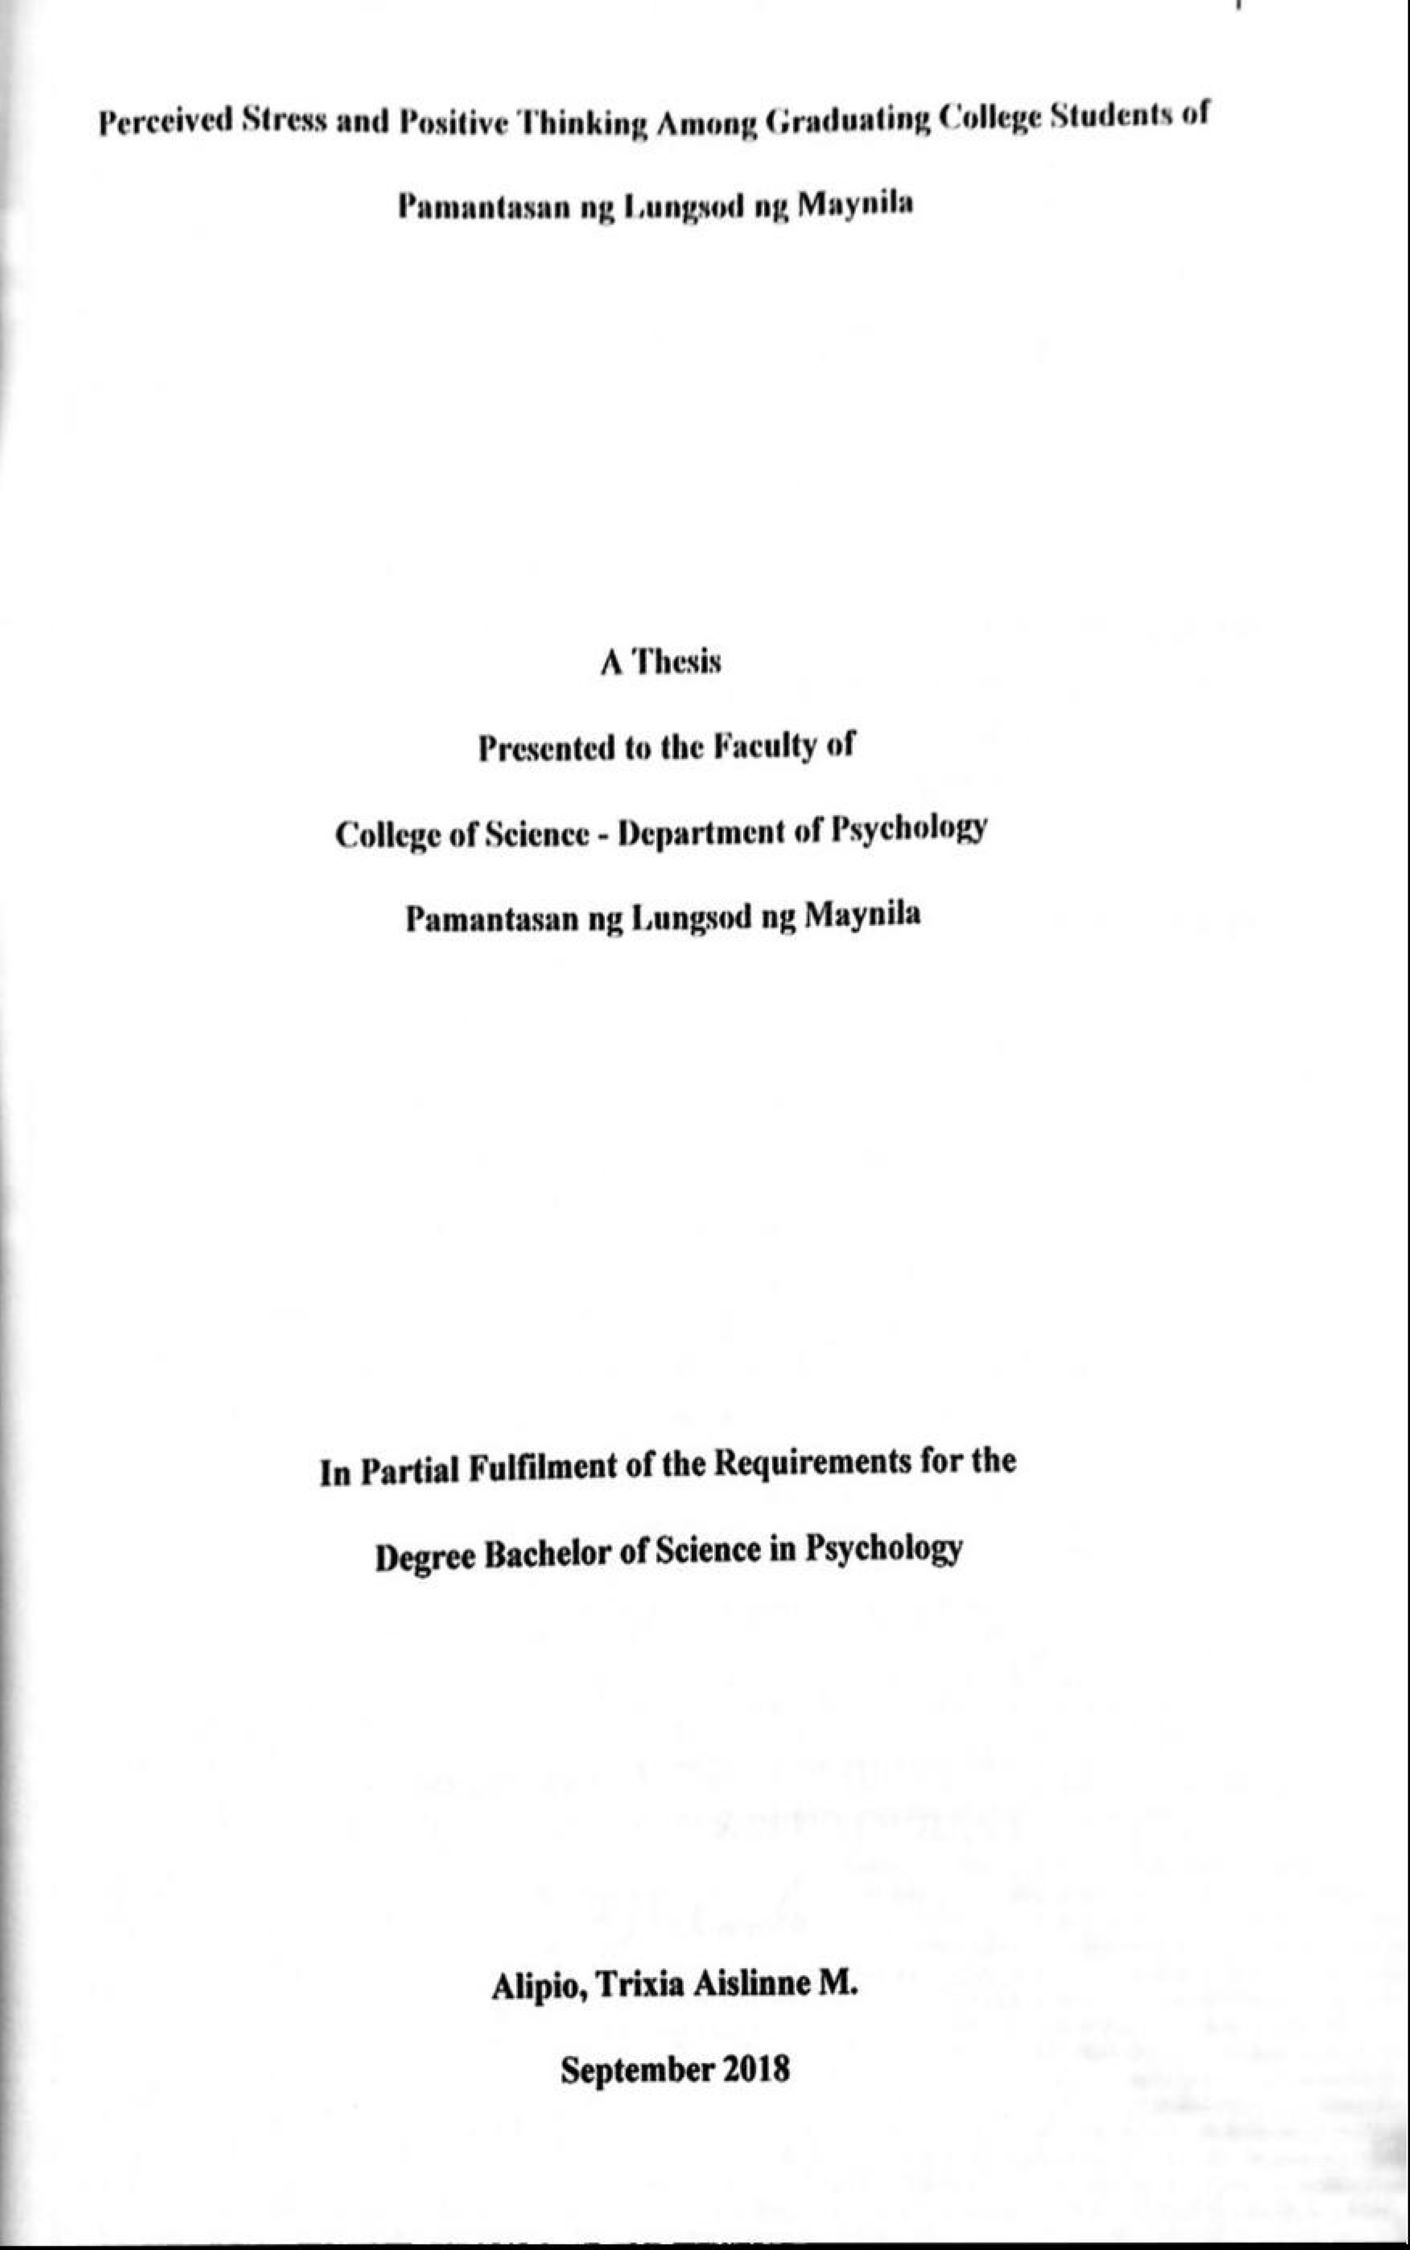 Perceived Stress and Positive Thinking Among Graduating College Students of
Pamantasan ng Lungsod ng Maynila
A Thesis
Presented to the Faculty of
College of Science - Department of Psychology
Pamantasan ng Lungsod ng Maynila
In Partial Fulfilment of the Requirements for the
Degree Bachelor of Science in Psychology
Alipio, Trixia Aislinne M.
September 2018